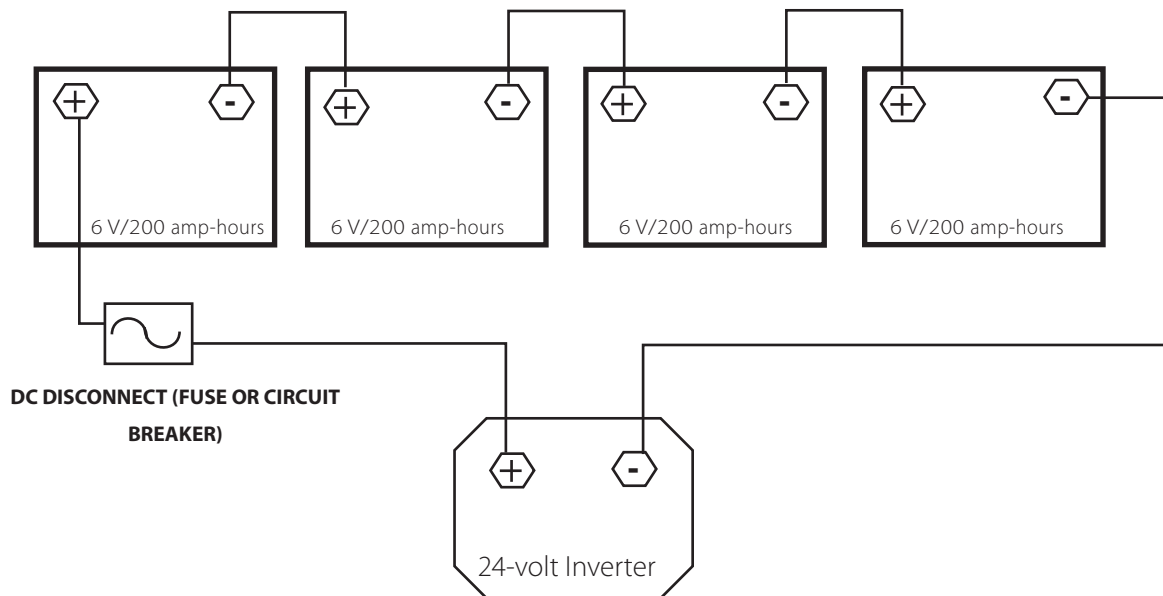 + - + - + - + -
6 V/200 amp-hours 6 V/200 amp-hours 6 V/200 amp-hours 6 V/200 amp-hours
DC DISCONNECT (FUSE OR CIRCUIT
BREAKER)
+ -
24-volt Inverter